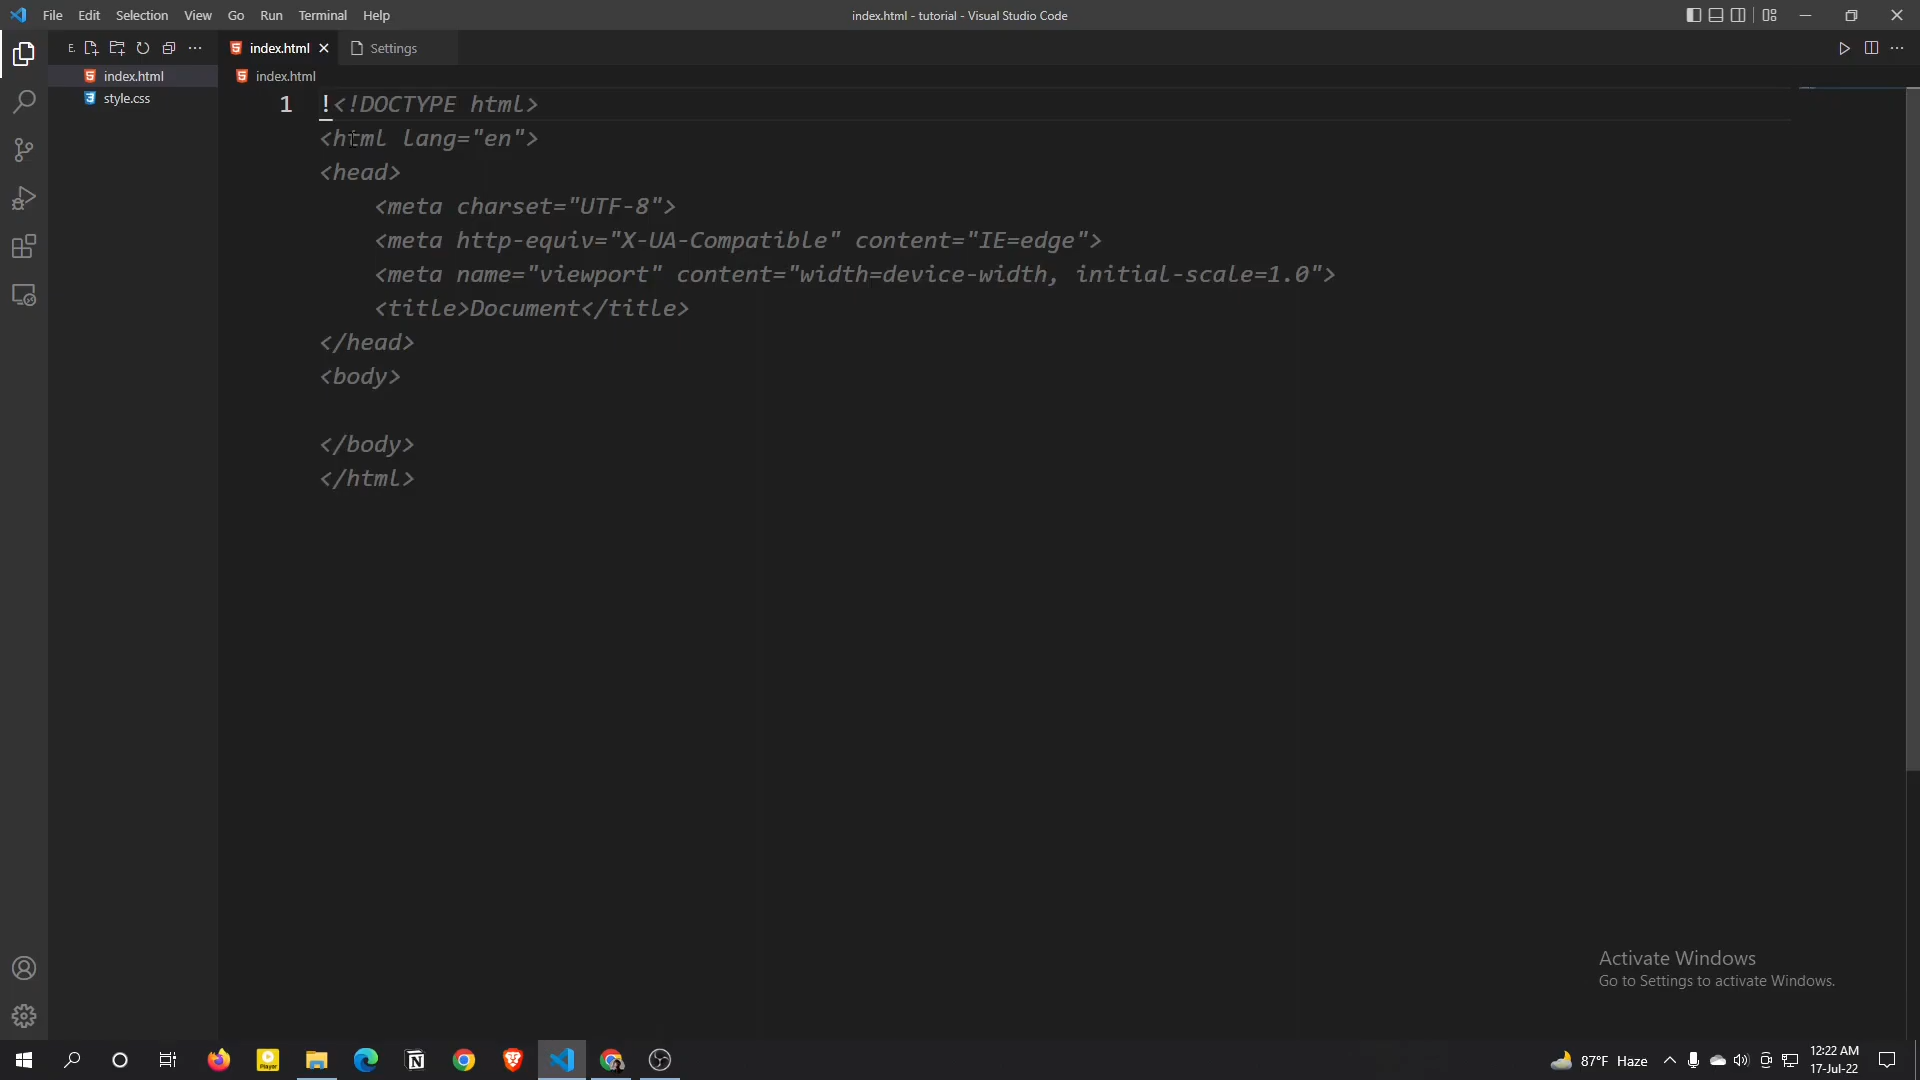 File Edit Selection View Go Run Terminal Help
index.html - tutorial - Visual Studio Code
E.
index.html
Settings
index.html
style.css
index.html
1 !<!DOCTYPE html>
<html lang="en">
<head>
<meta charset="UTF-8">
<meta http-equiv="X-UA-Compatible" content="IE=edge">
<meta name="viewport" content="width=device-width, initial-scale=1.0">
<title>Document</title>
</head>
<body>
</body>
</html>
Activate Windows
Go to Settings to activate Windows.
Player
87°F Haze
12:22 AM
17-Jul-22